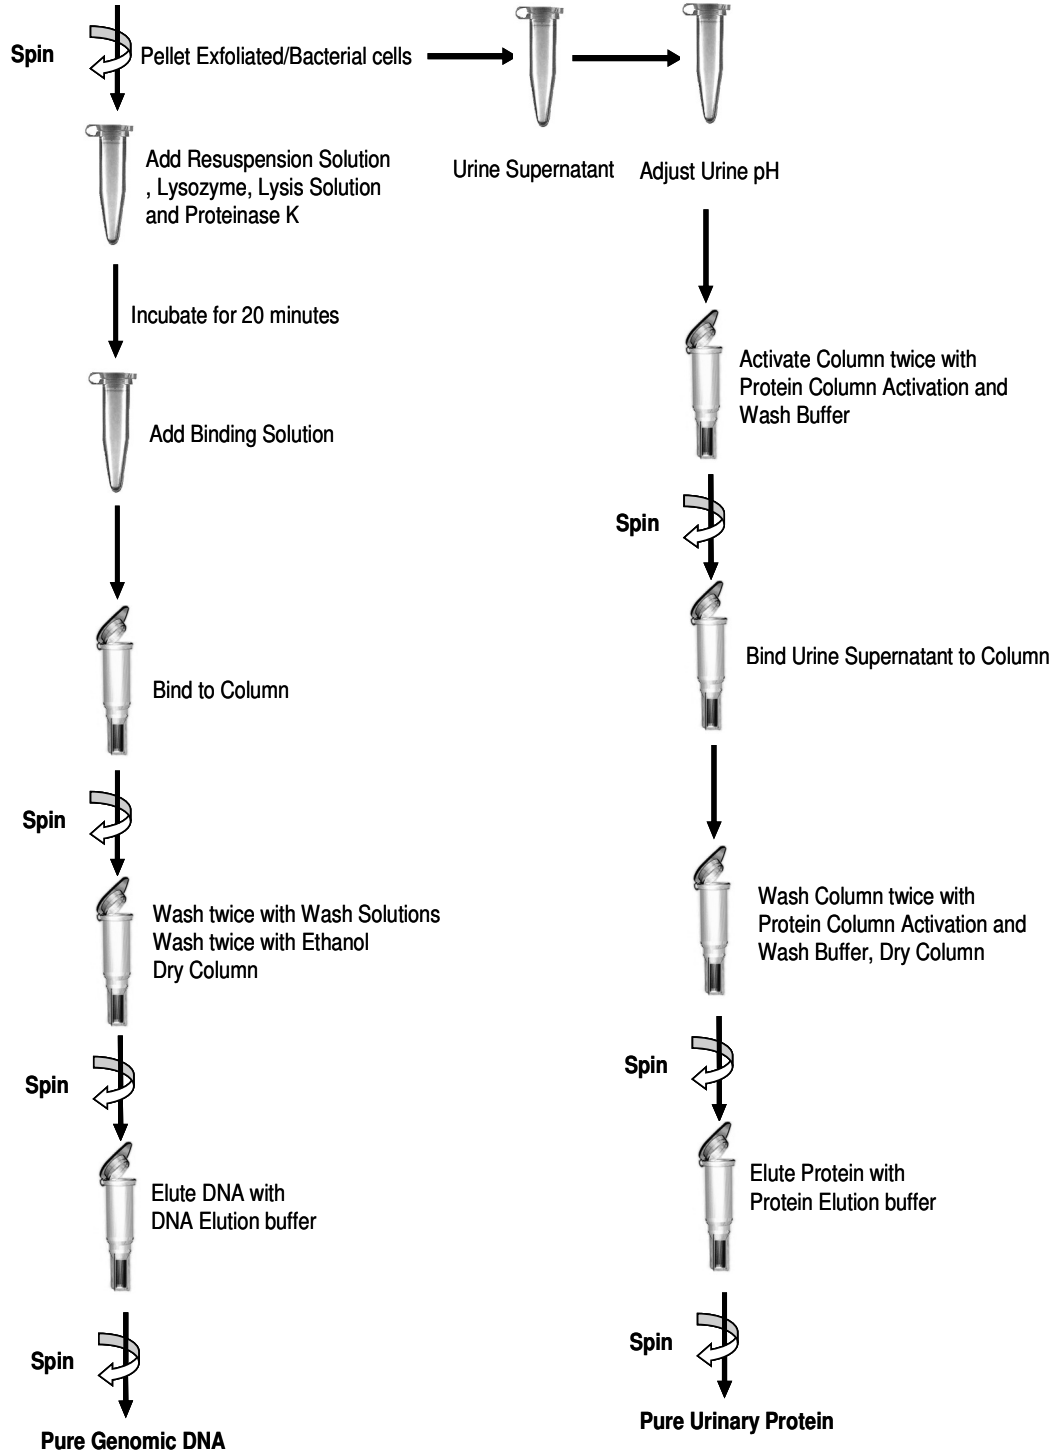 Spin
Pellet Exfoliated/Bacterial cells
Add Resuspension Solution
, Lysozyme, Lysis Solution
and Proteinase K
Incubate for 20 minutes
Add Binding Solution
Bind to Column
Spin
Wash twice with Wash Solutions
Wash twice with Ethanol
Dry Column
Spin
Elute DNA with
DNA Elution buffer
Spin
Pure Genomic DNA
Urine Supernatant
Adjust Urine pH
Activate Column twice with
Protein Column Activation and
Wash Buffer
Spin
Bind Urine Supernatant to Column
Wash Column twice with
Protein Column Activation and
Wash Buffer, Dry Column
Spin
Elute Protein with
Protein Elution buffer
Spin
Pure Urinary Protein